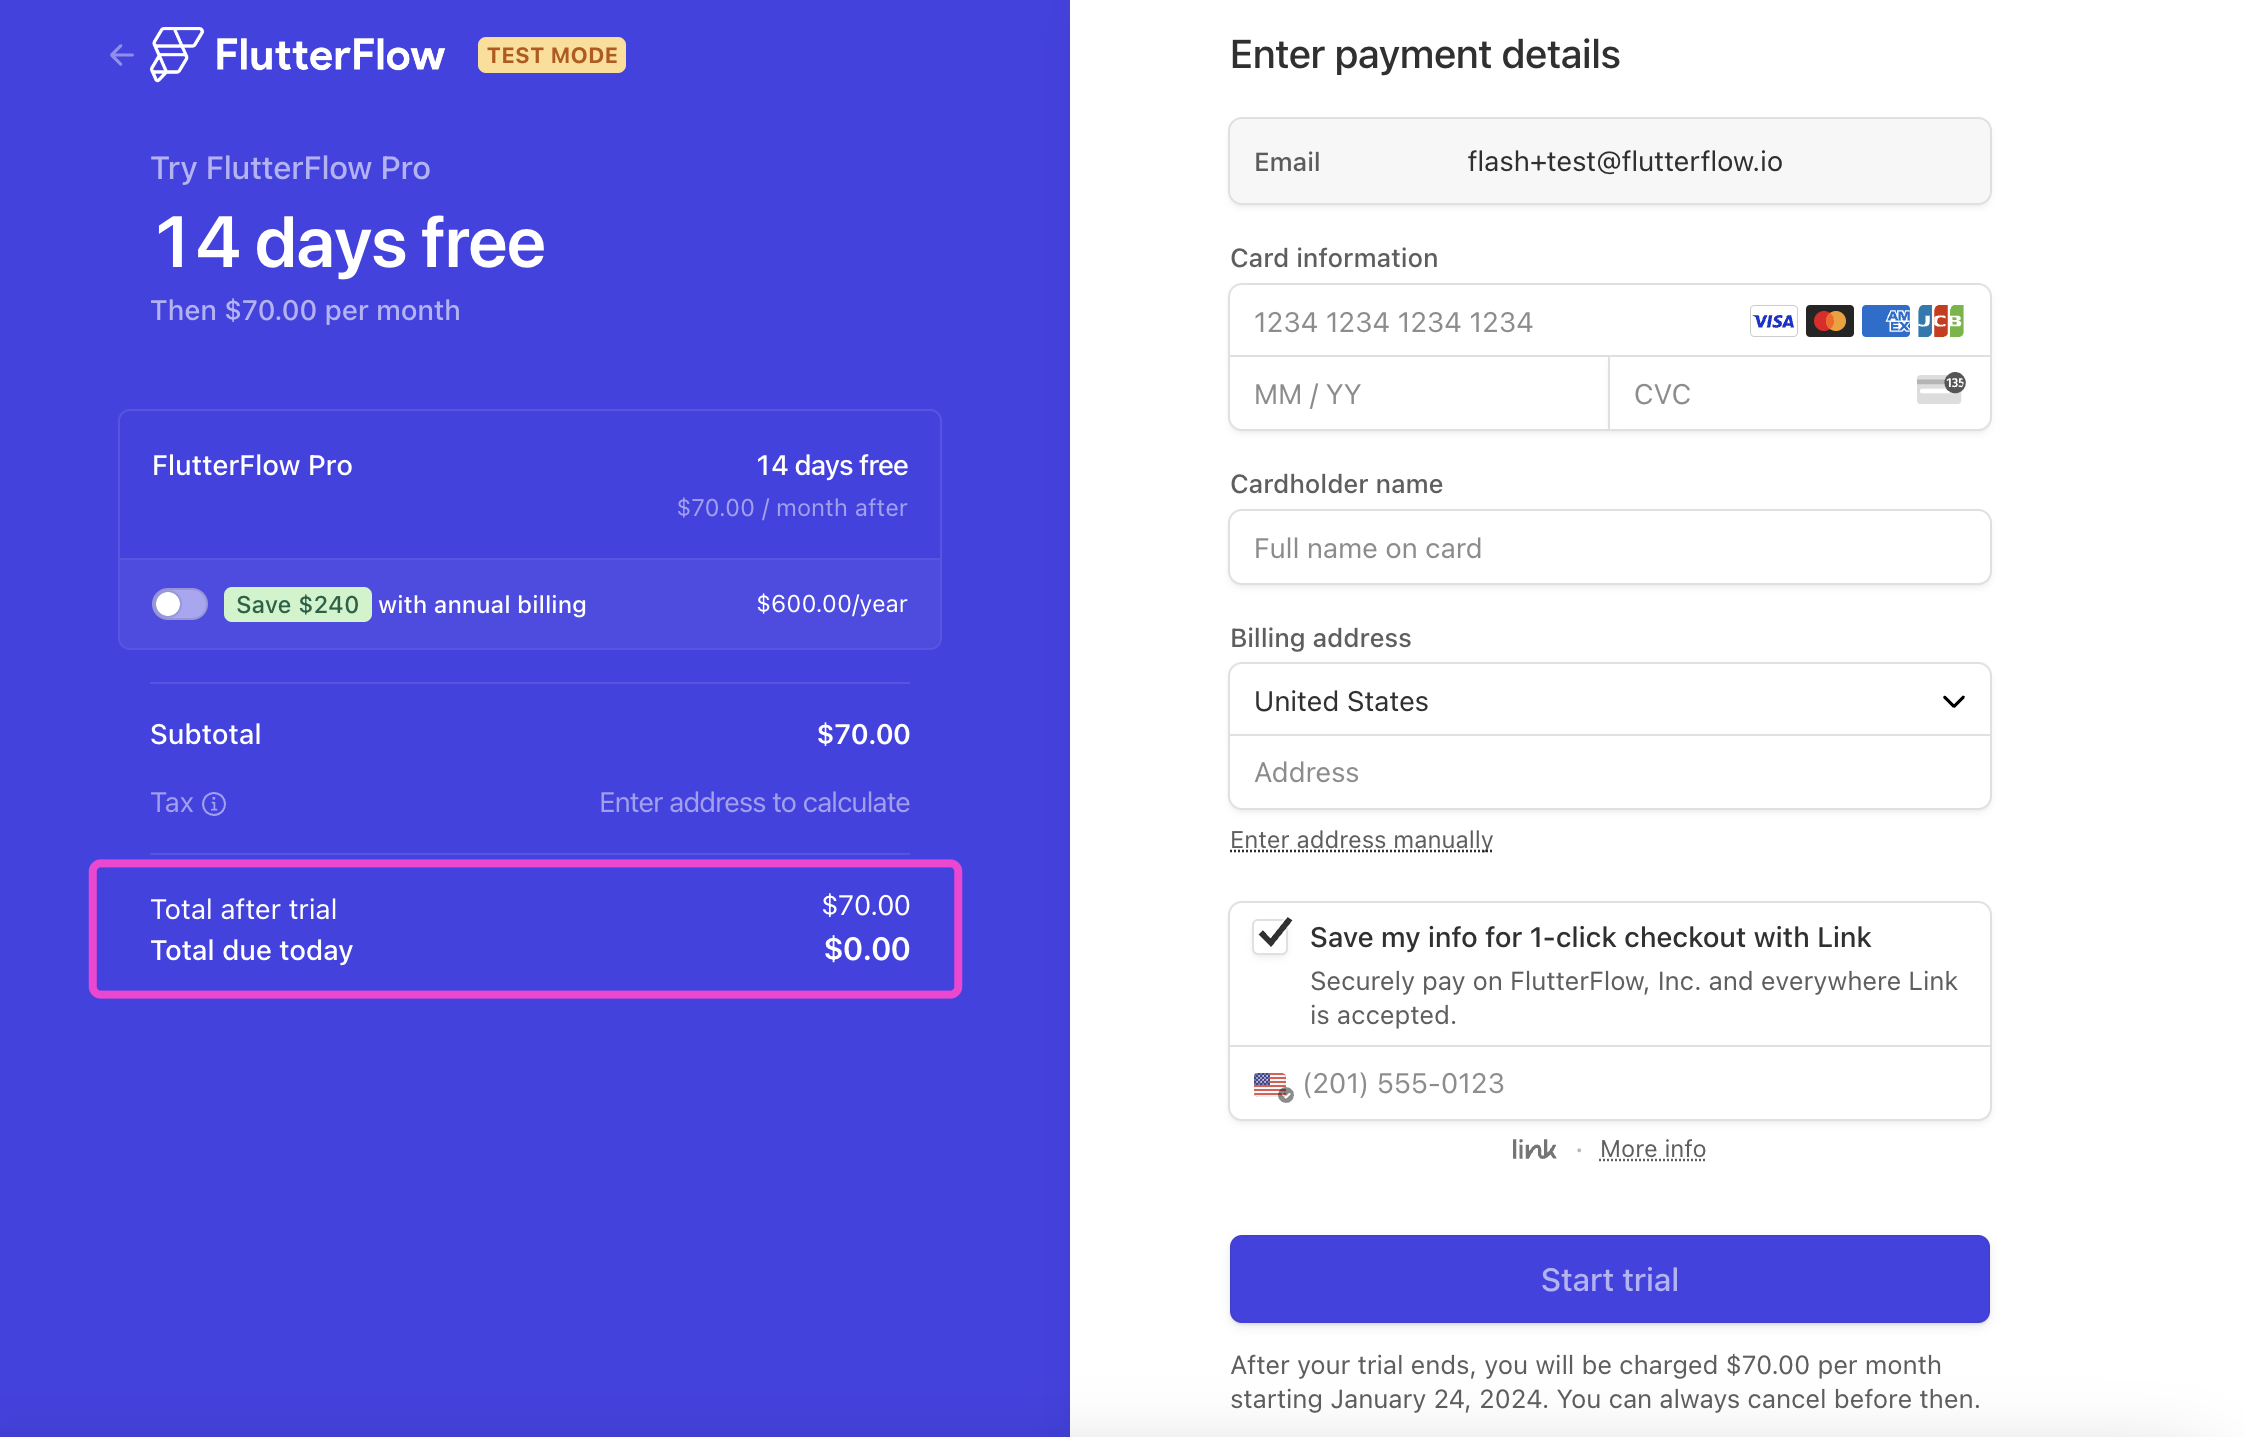 FlutterFlow TEST MODE
Try FlutterFlow Pro
14 days free
Then $70.00 per month
FlutterFlow Pro 14 days free
$70.00 / month after
Save $240 with annual billing $600.00/year
Subtotal $70.00
Tax Enter address to calculate
Total after trial $70.00
Total due today $0.00
Enter payment details
Email flash+test@flutterflow.io
Card information
1234 1234 1234 1234 VISA AM EX JCB
MM / YY CVC 135
Cardholder name
Full name on card
Billing address
United States
Address
Enter address manually
Save my info for 1-click checkout with Link
Securely pay on FlutterFlow, Inc. and everywhere Link
is accepted.
(201) 555-0123
link · More info
Start trial
After your trial ends, you will be charged $70.00 per month
starting January 24, 2024. You can always cancel before then.